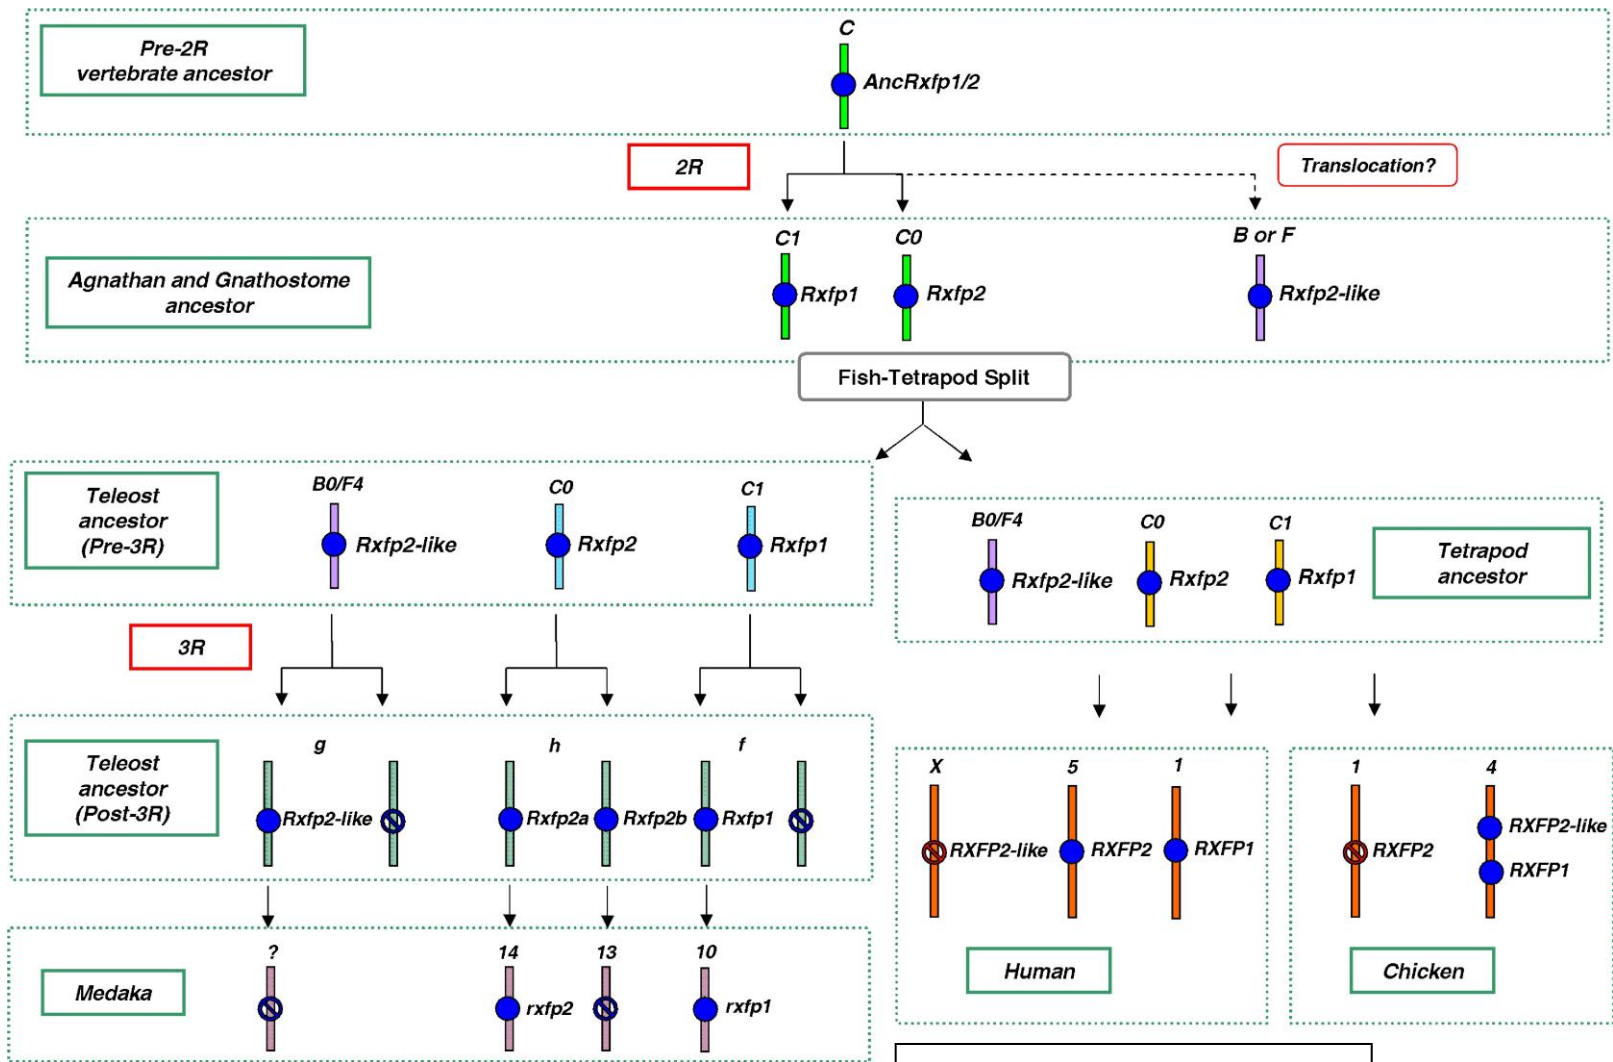 C
Pre-2R
vertebrate ancestor
AncRxfp1/2
2R
Translocation?
C1
C0
B or F
Agnathan and Gnathostome
ancestor
Rxfp1
Rxfp2
Rxfp2-like
Fish-Tetrapod Split
B0/F4
C0
C1
Teleost
ancestor
(Pre-3R)
Rxfp2-like
Rxfp2
Rxfp1
B0/F4
C0
C1
Rxfp2-like
Rxfp2
Rxfp1
Tetrapod
ancestor
3R
g
h
f
Teleost
ancestor
(Post-3R)
Rxfp2-like
Rxfp2a
Rxfp2b
Rxfp1
X
5
1
RXFP2-like
RXFP2
RXFP1
Human
1
4
RXFP2
RXFP2-like
RXFP1
Chicken
?
14
13
10
Medaka
rxfp2
rxfp1